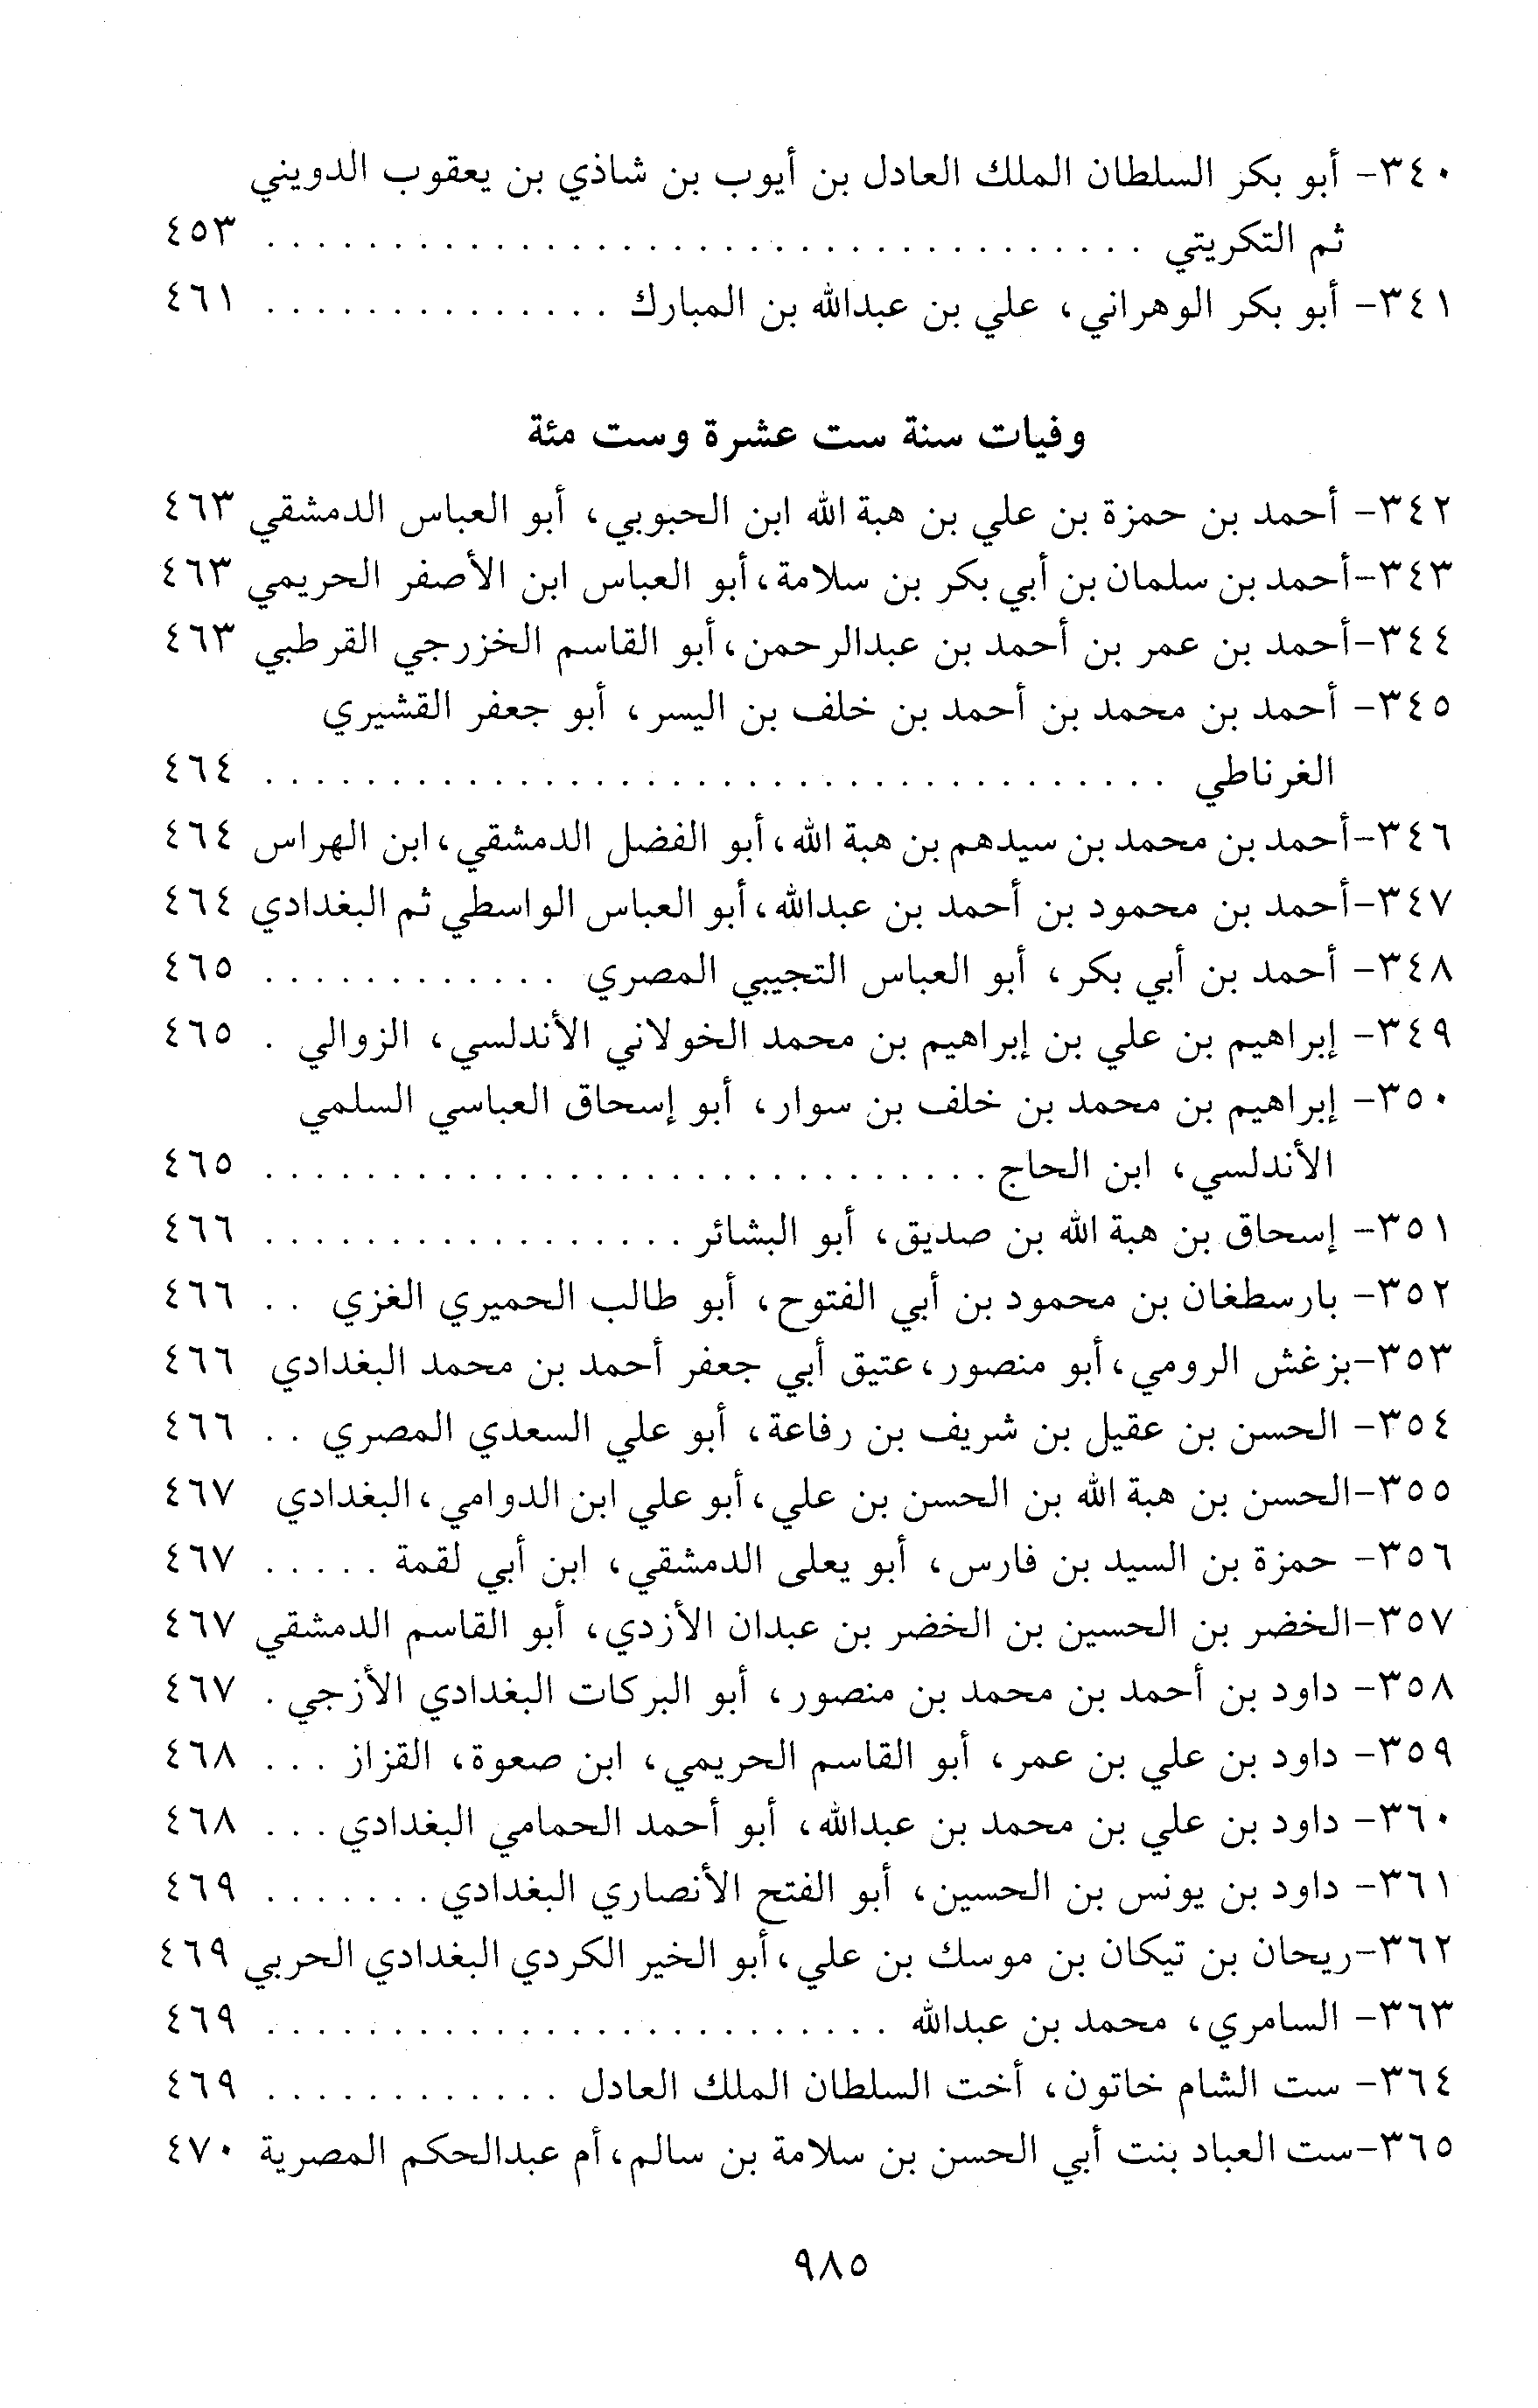 ٣٤٠- أبو بكر السلطان الملك العادل بن أيوب بن شاذي بن يعقوب الدويني
ثم التكريتي . . . . . . . . . . . . . . . . . . . . . . . . . . . . . . . . . . . ٤٥٣
٣٤١- أبو بكر الوهراني، علي بن عبدالله بن المبارك . . . . . . . . . . . . . . ٤٦١
وفيات سنة ست عشرة وست مئة
٣٤٢- أحمد بن حمزة بن علي بن هبة الله ابن الحبوبي، أبو العباس الدمشقي ٤٦٣
٣٤٣-أحمد بن سلمان بن أبي بكر بن سلامة،أبو العباس ابن الأصفر الحريمي ٤٦٣
٣٤٤-أحمد بن عمر بن أحمد بن عبدالرحمن،أبو القاسم الخزرجي القرطبي ٤٦٣
٣٤٥- أحمد بن محمد بن أحمد بن خلف بن اليسر، أبو جعفر القشيري
الغرناطي . . . . . . . . . . . . . . . . . . . . . . . . . . . . . . . . . . . . ٤٦٤
٣٤٦-أحمد بن محمد بن سيدهم بن هبة الله،أبو الفضل الدمشقي،ابن الهراس ٤٦٤
٣٤٧-أحمد بن محمود بن أحمد بن عبدالله،أبو العباس الواسطي ثم البغدادي ٤٦٤
٣٤٨- أحمد بن أبي بكر، أبو العباس التجيبي المصري . . . . . . . . . . . . ٤٦٥
٣٤٩- إبراهيم بن علي بن إبراهيم بن محمد الخولاني الأندلسي، الزوالي . ٤٦٥
٣٥٠- إبراهيم بن محمد بن خلف بن سوار، أبو إسحاق العباسي السلمي
الأندلسي، ابن الحاج . . . . . . . . . . . . . . . . . . . . . . . . . . . . . ٤٦٥
٣٥١- إسحاق بن هبة الله بن صديق، أبو البشائر . . . . . . . . . . . . . . . . . ٤٦٦
٣٥٢- بارسطغان بن محمود بن أبي الفتوح، أبو طالب الحميري الغزي . . ٤٦٦
٣٥٣-بزغش الرومي،أبو منصور،عتيق أبي جعفر أحمد بن محمد البغدادي ٤٦٦
٣٥٤- الحسن بن عقيل بن شريف بن رفاعة، أبو علي السعدي المصري . . ٤٦٦
٣٥٥-الحسن بن هبة الله بن الحسن بن علي،أبو علي ابن الدوامي،البغدادي ٤٦٧
٣٥٦- حمزة بن السيد بن فارس، أبو يعلى الدمشقي، ابن أبي لقمة . . . . . ٤٦٧
٣٥٧-الخضر بن الحسين بن الخضر بن عبدان الأزدي، أبو القاسم الدمشقي ٤٦٧
٣٥٨- داود بن أحمد بن محمد بن منصور، أبو البركات البغدادي الأزجي . ٤٦٧
٣٥٩- داود بن علي بن عمر، أبو القاسم الحريمي، ابن صعوة، القزاز . . . ٤٦٨
٣٦٠- داود بن علي بن محمد بن عبدالله، أبو أحمد الحمامي البغدادي . . . ٤٦٨
٣٦١- داود بن يونس بن الحسين، أبو الفتح الأنصاري البغدادي . . . . . . . ٤٦٩
٣٦٢-ريحان بن تيكان بن موسك بن علي،أبو الخير الكردي البغدادي الحربي ٤٦٩
٣٦٣- السامري، محمد بن عبدالله . . . . . . . . . . . . . . . . . . . . . . . . . ٤٦٩
٣٦٤- ست الشام خاتون، أخت السلطان الملك العادل . . . . . . . . . . . . ٤٦٩
٣٦٥-ست العباد بنت أبي الحسن بن سلامة بن سالم،أم عبدالحكم المصرية ٤٧٠
٩٨٥